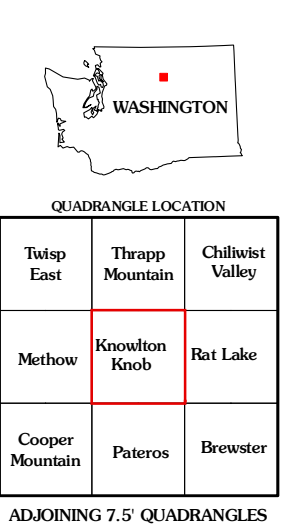 WASHINGTON
QUADRANGLE LOCATION
Twisp
East
Thrapp
Mountain
Chiliwist
Valley
Methow
Knowlton
Knob
Rat Lake
Cooper
Mountain
Pateros
Brewster
ADJOINING 7.5' QUADRANGLES